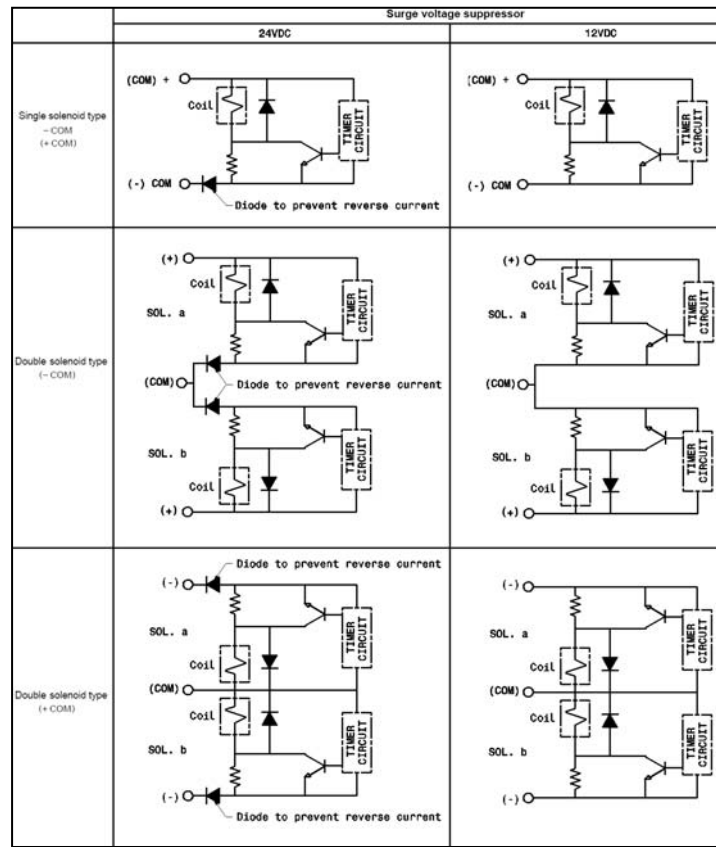 Surge voltage suppressor
24VDC
12VDC
Single solenoid type
– COM
(+ COM)
(COM) +
Coil
TIMER
CIRCUIT
(-) COM
Diode to prevent reverse current
(COM) +
Coil
TIMER
CIRCUIT
(-) COM
Double solenoid type
(– COM)
(+)
Coil
SOL. a
TIMER
CIRCUIT
(COM)
Diode to prevent reverse current
SOL. b
TIMER
CIRCUIT
Coil
(+)
(+)
Coil
SOL. a
TIMER
CIRCUIT
(COM)
SOL. b
TIMER
CIRCUIT
Coil
(+)
Double solenoid type
(+ COM)
Diode to prevent reverse current
(-)
SOL. a
TIMER
CIRCUIT
Coil
(COM)
Coil
SOL. b
TIMER
CIRCUIT
(-)
Diode to prevent reverse current
(-)
SOL. a
TIMER
CIRCUIT
Coil
(COM)
Coil
SOL. b
TIMER
CIRCUIT
(-)